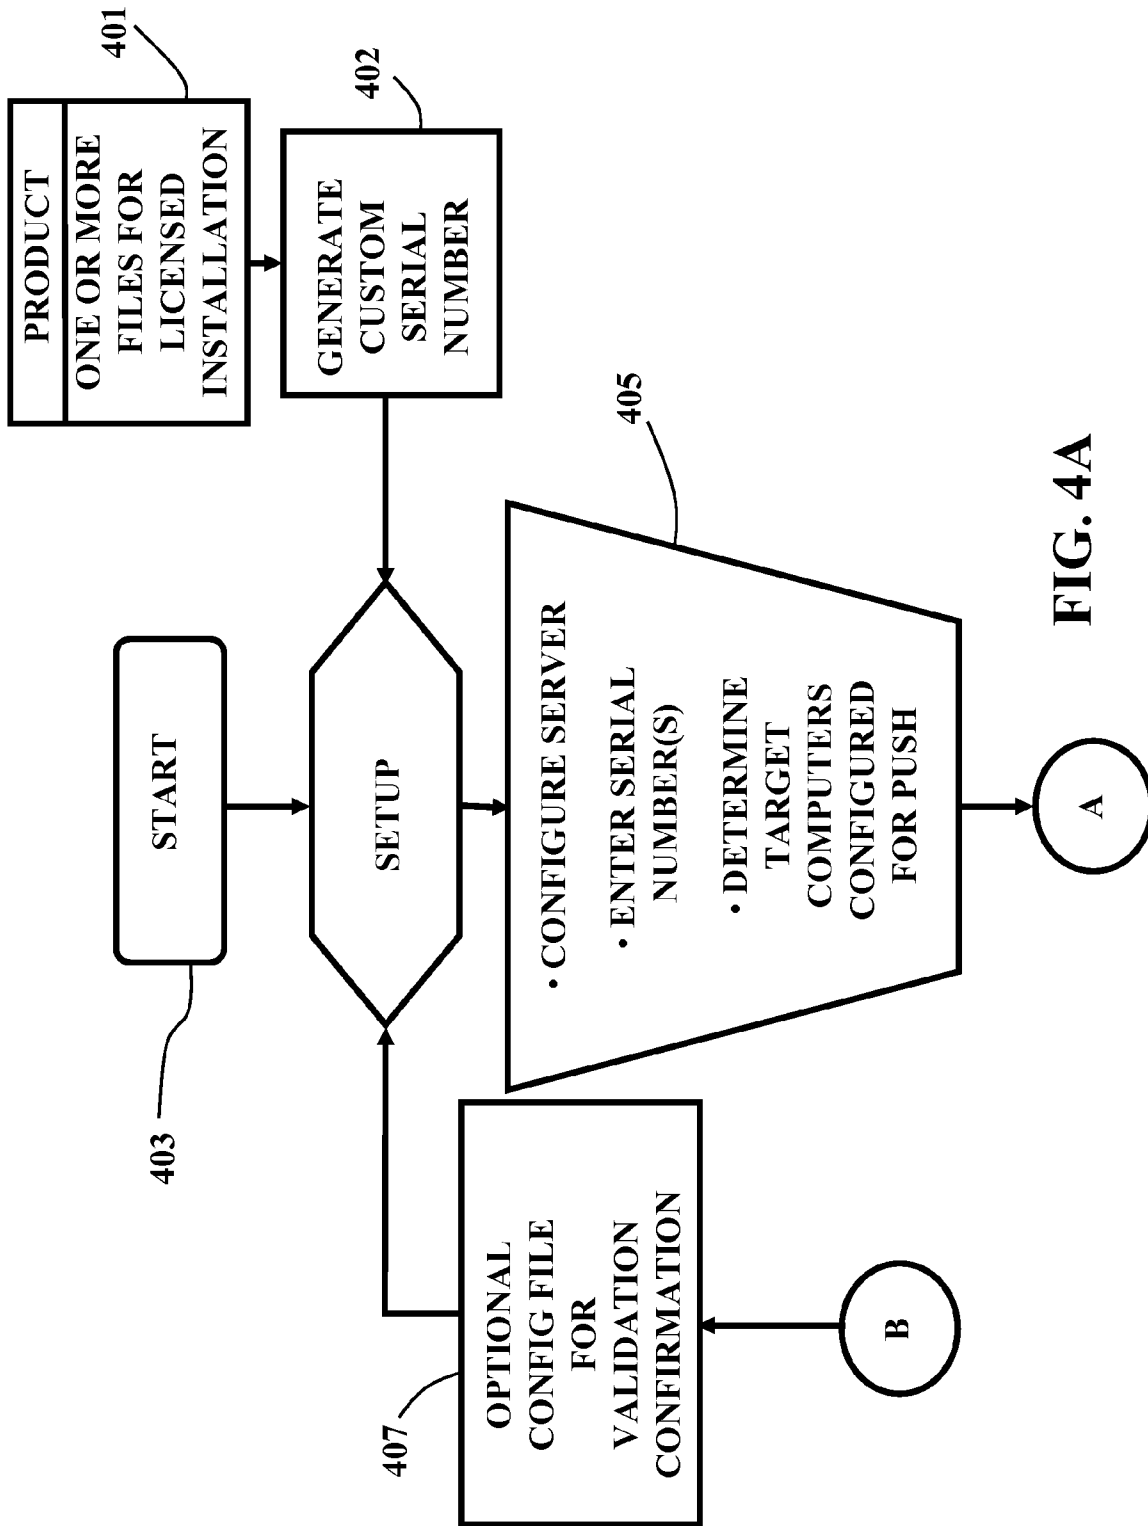 PRODUCT
ONE OR MORE
FILES FOR
LICENSED
INSTALLATION
401
GENERATE
CUSTOM
SERIAL
NUMBER
402
START
403
SETUP
• CONFIGURE SERVER
• ENTER SERIAL
NUMBER(S)
• DETERMINE
TARGET
COMPUTERS
CONFIGURED
FOR PUSH
405
OPTIONAL
CONFIG FILE
FOR
VALIDATION
CONFIRMATION
407
B
A
FIG. 4A